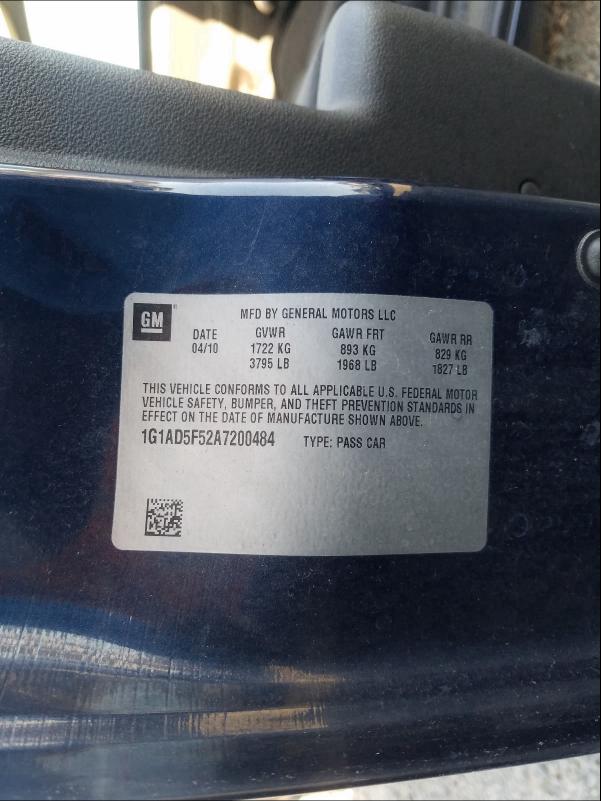 GM ®
MFD BY GENERAL MOTORS LLC
DATE GVWR GAWR FRT GAWR RR
04/10 1722 KG 893 KG 829 KG
3795 LB 1968 LB 1827 LB
THIS VEHICLE CONFORMS TO ALL APPLICABLE U.S. FEDERAL MOTOR
VEHICLE SAFETY, BUMPER, AND THEFT PREVENTION STANDARDS IN
EFFECT ON THE DATE OF MANUFACTURE SHOWN ABOVE.
1G1AD5F52A7200484 TYPE: PASS CAR